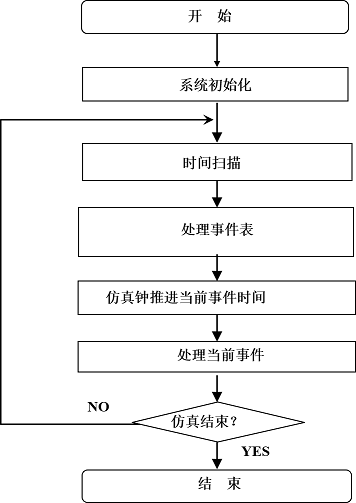 开 始
系统初始化
时间扫描
处理事件表
仿真钟推进当前事件时间
处理当前事件
仿真结束？
NO
YES
结 束